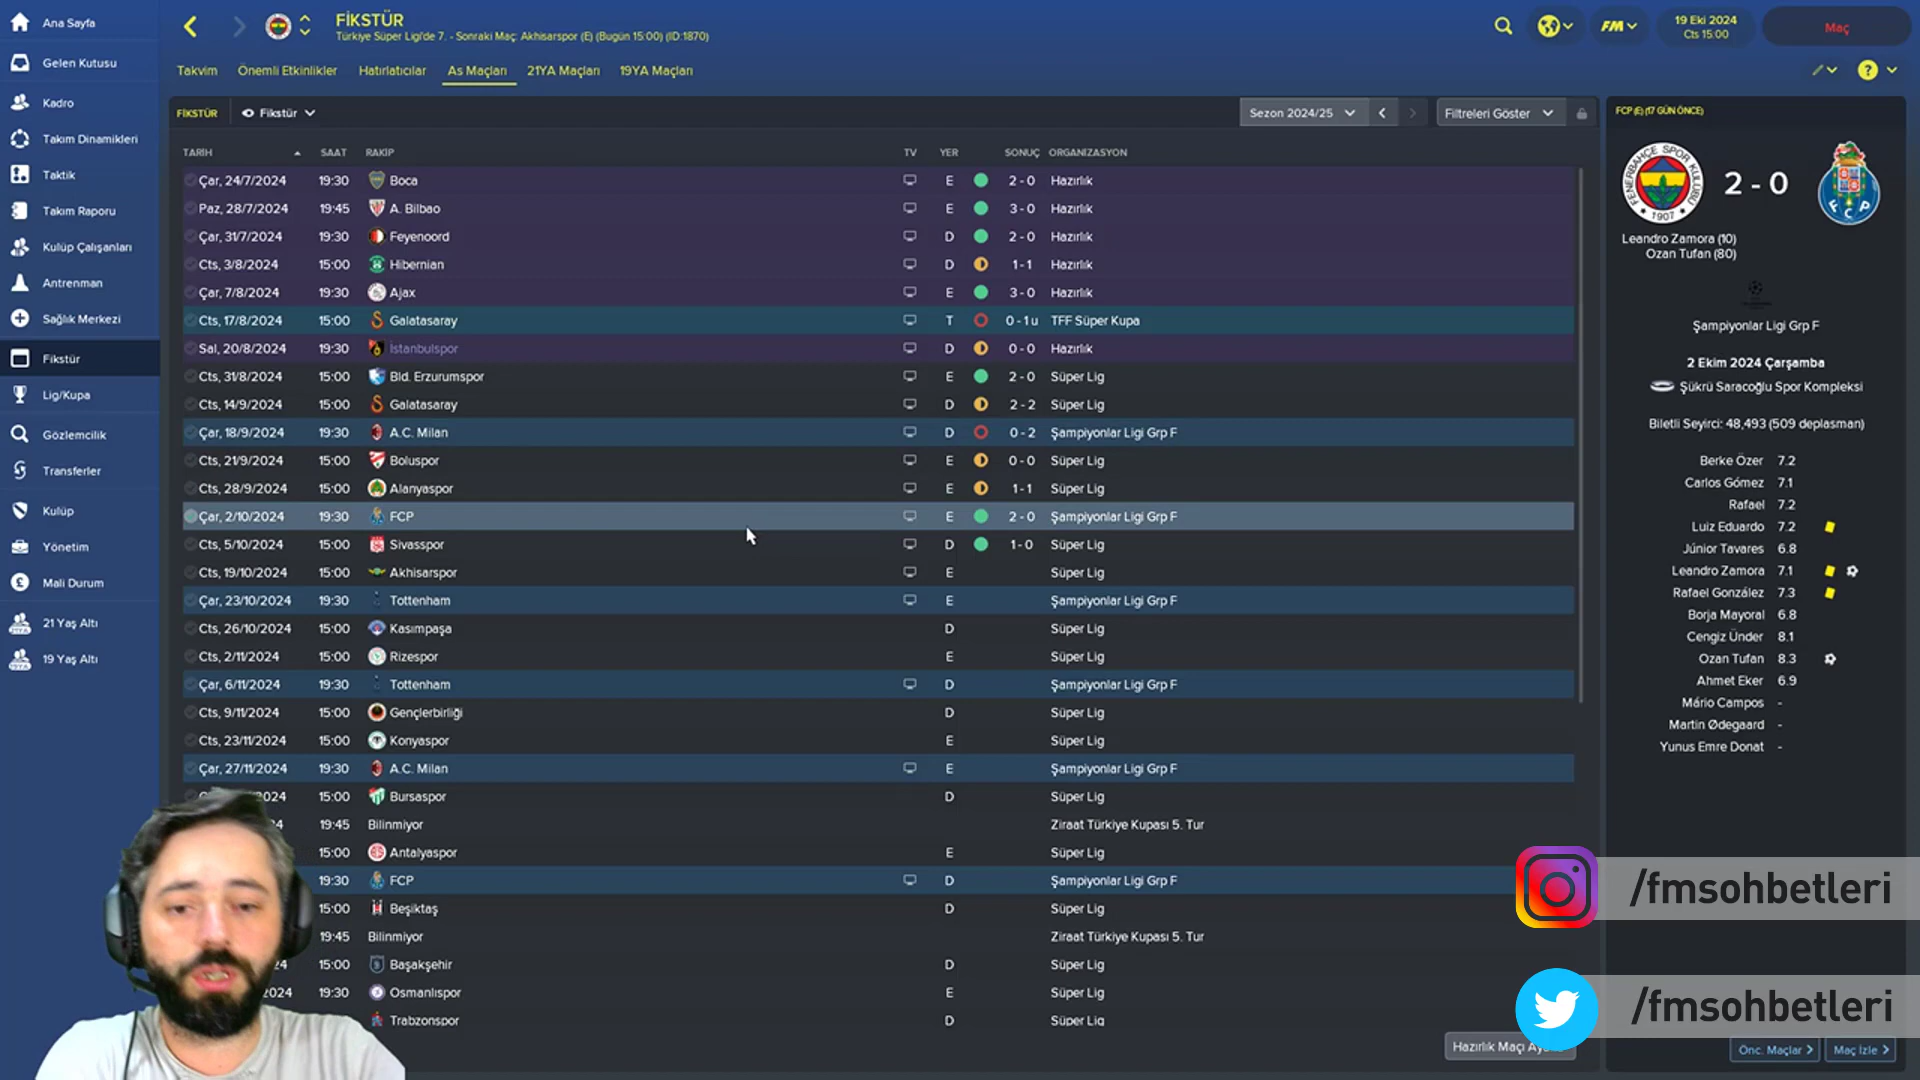 Ana Sayfa
Gelen Kutusu
Kadro
Takım Dinamikleri
Taktik
Takım Raporu
Kulüp Çalışanları
Antrenman
Sağlık Merkezi
Fikstür
Lig/Kupa
Gözlemcilik
Transferler
Kulüp
Yönetim
Mali Durum
21 Yaş Altı
19 Yaş Altı
FİKSTÜR
Türkiye Süper Ligi'de 7. - Sonraki Maç: Akhisarspor (E) (Bugün 15:00) (ID:1870)
FM
19 Eki 2024
Cts 15:00
Maç
Takvim Önemli Etkinlikler Hatırlatıcılar As Maçları 21YA Maçları 19YA Maçları
FİKSTÜR Fikstür Sezon 2024/25 Filtreleri Göster
TARİH SAAT RAKİP TV YER SONUÇ ORGANİZASYON
Çar, 24/7/2024 19:30 Boca E 2 - 0 Hazırlık
Paz, 28/7/2024 19:45 A. Bilbao E 3 - 0 Hazırlık
Çar, 31/7/2024 19:30 Feyenoord D 2 - 0 Hazırlık
Cts, 3/8/2024 15:00 Hibernian D 1 - 1 Hazırlık
Çar, 7/8/2024 19:30 Ajax E 3 - 0 Hazırlık
Cts, 17/8/2024 15:00 Galatasaray T 0 - 1 u TFF Süper Kupa
Sal, 20/8/2024 19:30 İstanbulspor D 0 - 0 Hazırlık
Cts, 31/8/2024 15:00 Bld. Erzurumspor E 2 - 0 Süper Lig
Cts, 14/9/2024 15:00 Galatasaray D 2 - 2 Süper Lig
Çar, 18/9/2024 19:30 A.C. Milan D 0 - 2 Şampiyonlar Ligi Grp F
Cts, 21/9/2024 15:00 Boluspor E 0 - 0 Süper Lig
Cts, 28/9/2024 15:00 Alanyaspor E 1 - 1 Süper Lig
Çar, 2/10/2024 19:30 FCP E 2 - 0 Şampiyonlar Ligi Grp F
Cts, 5/10/2024 15:00 Sivasspor D 1 - 0 Süper Lig
Cts, 19/10/2024 15:00 Akhisarspor E Süper Lig
Çar, 23/10/2024 19:30 Tottenham E Şampiyonlar Ligi Grp F
Cts, 26/10/2024 15:00 Kasımpaşa D Süper Lig
Cts, 2/11/2024 15:00 Rizespor E Süper Lig
Çar, 6/11/2024 19:30 Tottenham D Şampiyonlar Ligi Grp F
Cts, 9/11/2024 15:00 Gençlerbirliği D Süper Lig
Cts, 23/11/2024 15:00 Konyaspor E Süper Lig
Çar, 27/11/2024 19:30 A.C. Milan E Şampiyonlar Ligi Grp F
024 15:00 Bursaspor D Süper Lig
4 19:45 Bilinmiyor Ziraat Türkiye Kupası 5. Tur
15:00 Antalyaspor E Süper Lig
19:30 FCP D Şampiyonlar Ligi Grp F
15:00 Beşiktaş D Süper Lig
19:45 Bilinmiyor Ziraat Türkiye Kupası 5. Tur
24 15:00 Başakşehir D Süper Lig
2024 19:30 Osmanlıspor E Süper Lig
Trabzonspor D Süper Lig
Hazırlık Maçı
FCP (E) (17 GÜN ÖNCE)
FENERBAHÇE SPOR KULÜBÜ
1907
2 - 0
FCP
Leandro Zamora (10)
Ozan Tufan (80)
Şampiyonlar Ligi Grp F
2 Ekim 2024 Çarşamba
Şükrü Saracoğlu Spor Kompleksi
Biletli Seyirci: 48,493 (509 deplasman)
Berke Özer 7.2
Carlos Gómez 7.1
Rafael 7.2
Luiz Eduardo 7.2
Júnior Tavares 6.8
Leandro Zamora 7.1
Rafael González 7.3
Borja Mayoral 6.8
Cengiz Ünder 8.1
Ozan Tufan 8.3
Ahmet Eker 6.9
Mário Campos -
Martin Ødegaard -
Yunus Emre Donat -
/fmsohbetleri
/fmsohbetleri
Önc. Maçlar Maç İzle